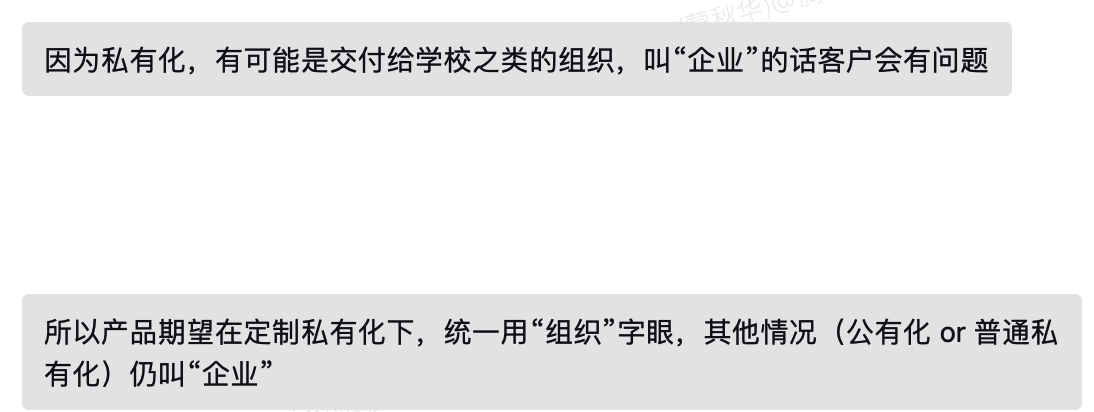 因为私有化，有可能是交付给学校之类的组织，叫“企业”的话客户会有问题
所以产品期望在定制私有化下，统一用“组织”字眼，其他情况（公有化 or 普通私
有化）仍叫“企业”